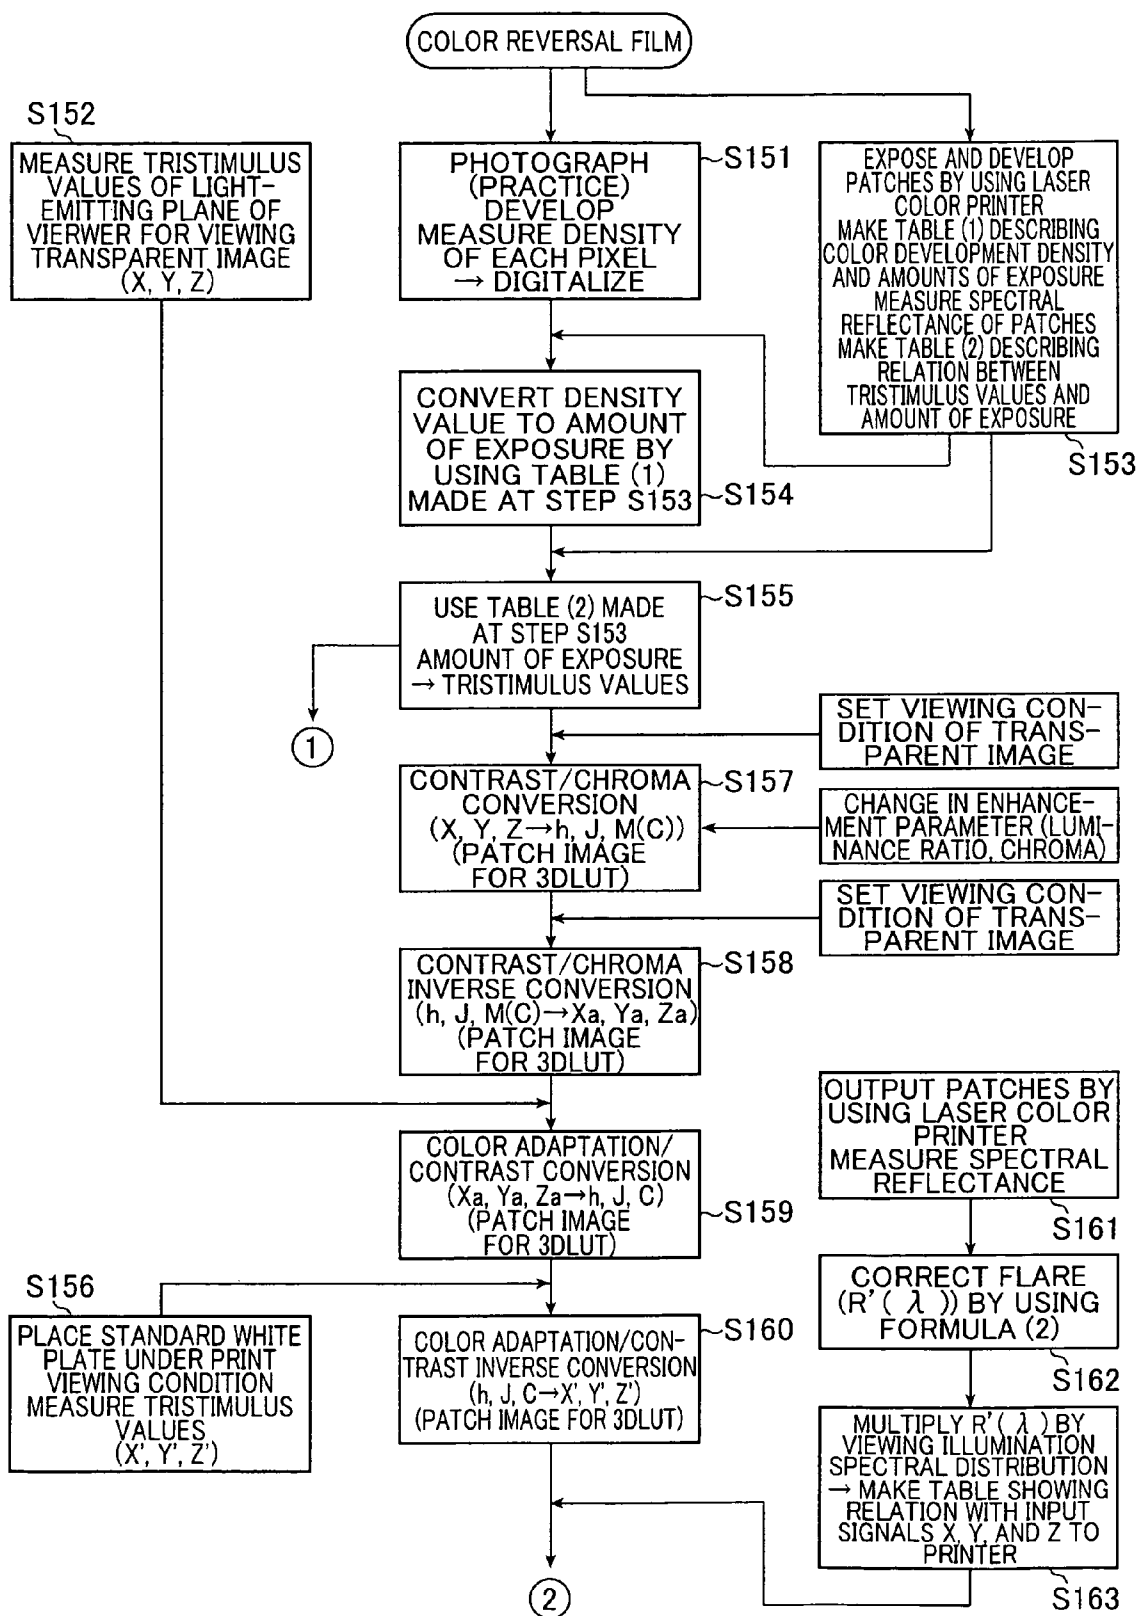 COLOR REVERSAL FILM
S152
MEASURE TRISTIMULUS
VALUES OF LIGHT-
EMITTING PLANE OF
VIERWER FOR VIEWING
TRANSPARENT IMAGE
(X, Y, Z)
S151
PHOTOGRAPH
(PRACTICE)
DEVELOP
MEASURE DENSITY
OF EACH PIXEL
→ DIGITALIZE
EXPOSE AND DEVELOP
PATCHES BY USING LASER
COLOR PRINTER
MAKE TABLE (1) DESCRIBING
COLOR DEVELOPMENT DENSITY
AND AMOUNTS OF EXPOSURE
MEASURE SPECTRAL
REFLECTANCE OF PATCHES
MAKE TABLE (2) DESCRIBING
RELATION BETWEEN
TRISTIMULUS VALUES AND
AMOUNT OF EXPOSURE
S153
CONVERT DENSITY
VALUE TO AMOUNT
OF EXPOSURE BY
USING TABLE (1)
MADE AT STEP S153
S154
S155
USE TABLE (2) MADE
AT STEP S153
AMOUNT OF EXPOSURE
→ TRISTIMULUS VALUES
1
SET VIEWING CON-
DITION OF TRANS-
PARENT IMAGE
S157
CONTRAST/CHROMA
CONVERSION
(X, Y, Z→h, J, M(C))
(PATCH IMAGE
FOR 3DLUT)
CHANGE IN ENHANCE-
MENT PARAMETER (LUMI-
NANCE RATIO, CHROMA)
SET VIEWING CON-
DITION OF TRANS-
PARENT IMAGE
S158
CONTRAST/CHROMA
INVERSE CONVERSION
(h, J, M(C)→Xa, Ya, Za)
(PATCH IMAGE
FOR 3DLUT)
OUTPUT PATCHES BY
USING LASER COLOR
PRINTER
MEASURE SPECTRAL
REFLECTANCE
S161
COLOR ADAPTATION/
CONTRAST CONVERSION
(Xa, Ya, Za→h, J, C)
(PATCH IMAGE
FOR 3DLUT)
S159
S156
PLACE STANDARD WHITE
PLATE UNDER PRINT
VIEWING CONDITION
MEASURE TRISTIMULUS
VALUES
(X', Y', Z')
S160
COLOR ADAPTATION/CON-
TRAST INVERSE CONVERSION
(h, J, C→X', Y', Z')
(PATCH IMAGE FOR 3DLUT)
CORRECT FLARE
(R'( λ )) BY USING
FORMULA (2)
S162
MULTIPLY R'( λ ) BY
VIEWING ILLUMINATION
SPECTRAL DISTRIBUTION
→ MAKE TABLE SHOWING
RELATION WITH INPUT
SIGNALS X, Y, AND Z TO
PRINTER
S163
2